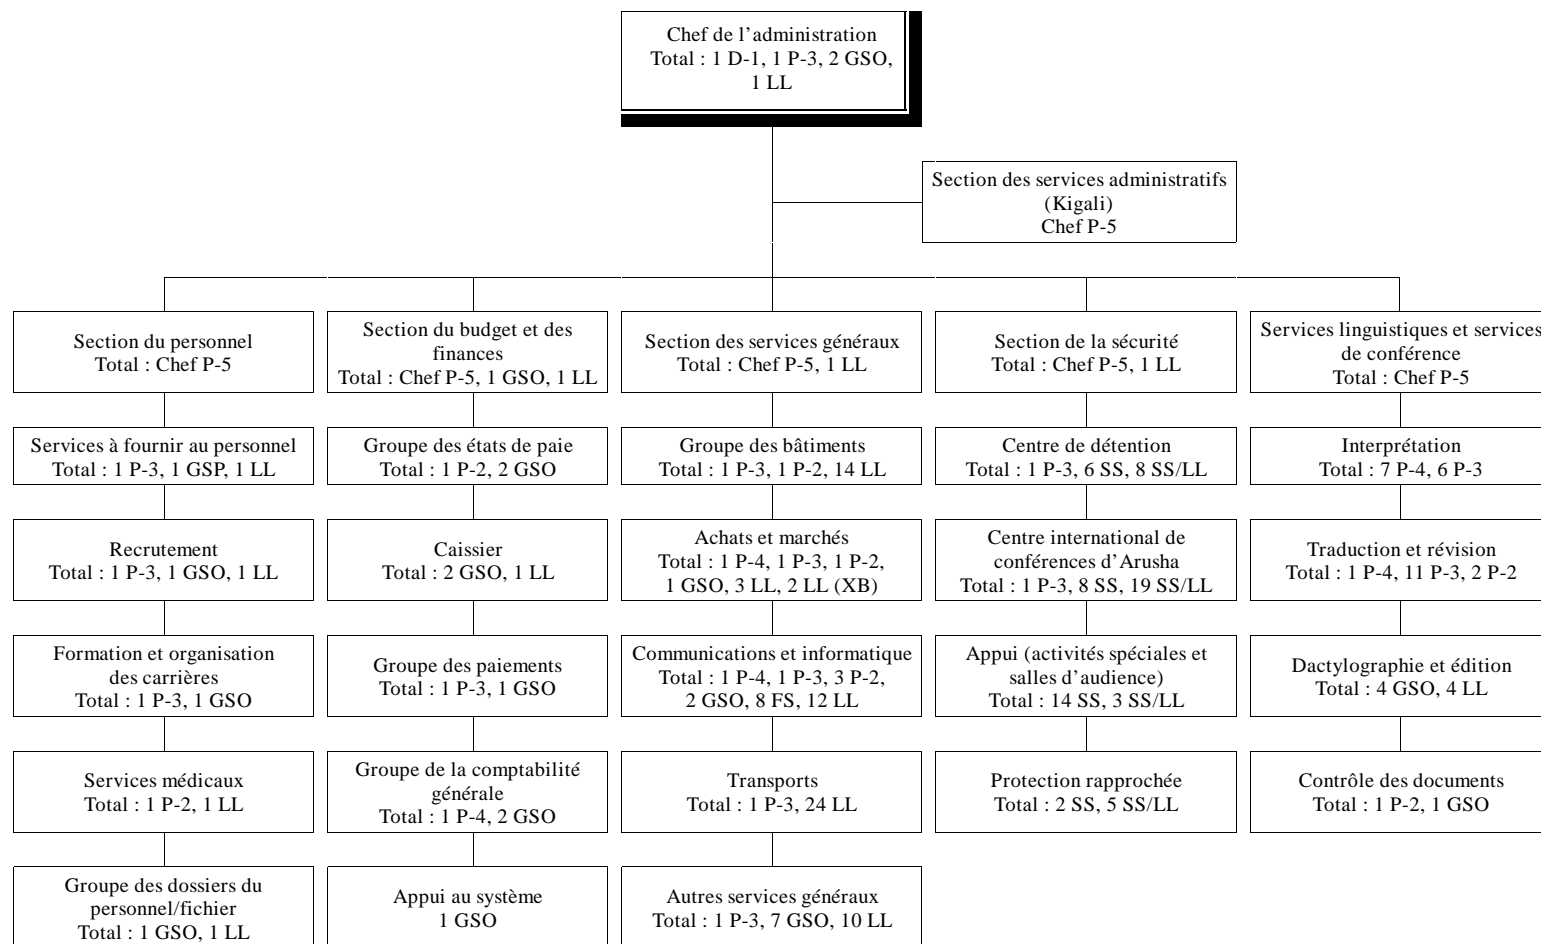 Chef de l’administration
Total : 1 D-1, 1 P-3, 2 GSO,
1 LL
Section des services administratifs
(Kigali)
Chef P-5
Section du personnel
Total : Chef P-5
Section du budget et des
finances
Total : Chef P-5, 1 GSO, 1 LL
Section des services généraux
Total : Chef P-5, 1 LL
Section de la sécurité
Total : Chef P-5, 1 LL
Services linguistiques et services
de conférence
Total : Chef P-5
Services à fournir au personnel
Total : 1 P-3, 1 GSP, 1 LL
Groupe des états de paie
Total : 1 P-2, 2 GSO
Groupe des bâtiments
Total : 1 P-3, 1 P-2, 14 LL
Centre de détention
Total : 1 P-3, 6 SS, 8 SS/LL
Interprétation
Total : 7 P-4, 6 P-3
Recrutement
Total : 1 P-3, 1 GSO, 1 LL
Caissier
Total : 2 GSO, 1 LL
Achats et marchés
Total : 1 P-4, 1 P-3, 1 P-2,
1 GSO, 3 LL, 2 LL (XB)
Centre international de
conférences d’Arusha
Total : 1 P-3, 8 SS, 19 SS/LL
Traduction et révision
Total : 1 P-4, 11 P-3, 2 P-2
Formation et organisation
des carrières
Total : 1 P-3, 1 GSO
Groupe des paiements
Total : 1 P-3, 1 GSO
Communications et informatique
Total : 1 P-4, 1 P-3, 3 P-2,
2 GSO, 8 FS, 12 LL
Appui (activités spéciales et
salles d’audience)
Total : 14 SS, 3 SS/LL
Dactylographie et édition
Total : 4 GSO, 4 LL
Services médicaux
Total : 1 P-2, 1 LL
Groupe de la comptabilité
générale
Total : 1 P-4, 2 GSO
Transports
Total : 1 P-3, 24 LL
Protection rapprochée
Total : 2 SS, 5 SS/LL
Contrôle des documents
Total : 1 P-2, 1 GSO
Groupe des dossiers du
personnel/fichier
Total : 1 GSO, 1 LL
Appui au système
1 GSO
Autres services généraux
Total : 1 P-3, 7 GSO, 10 LL